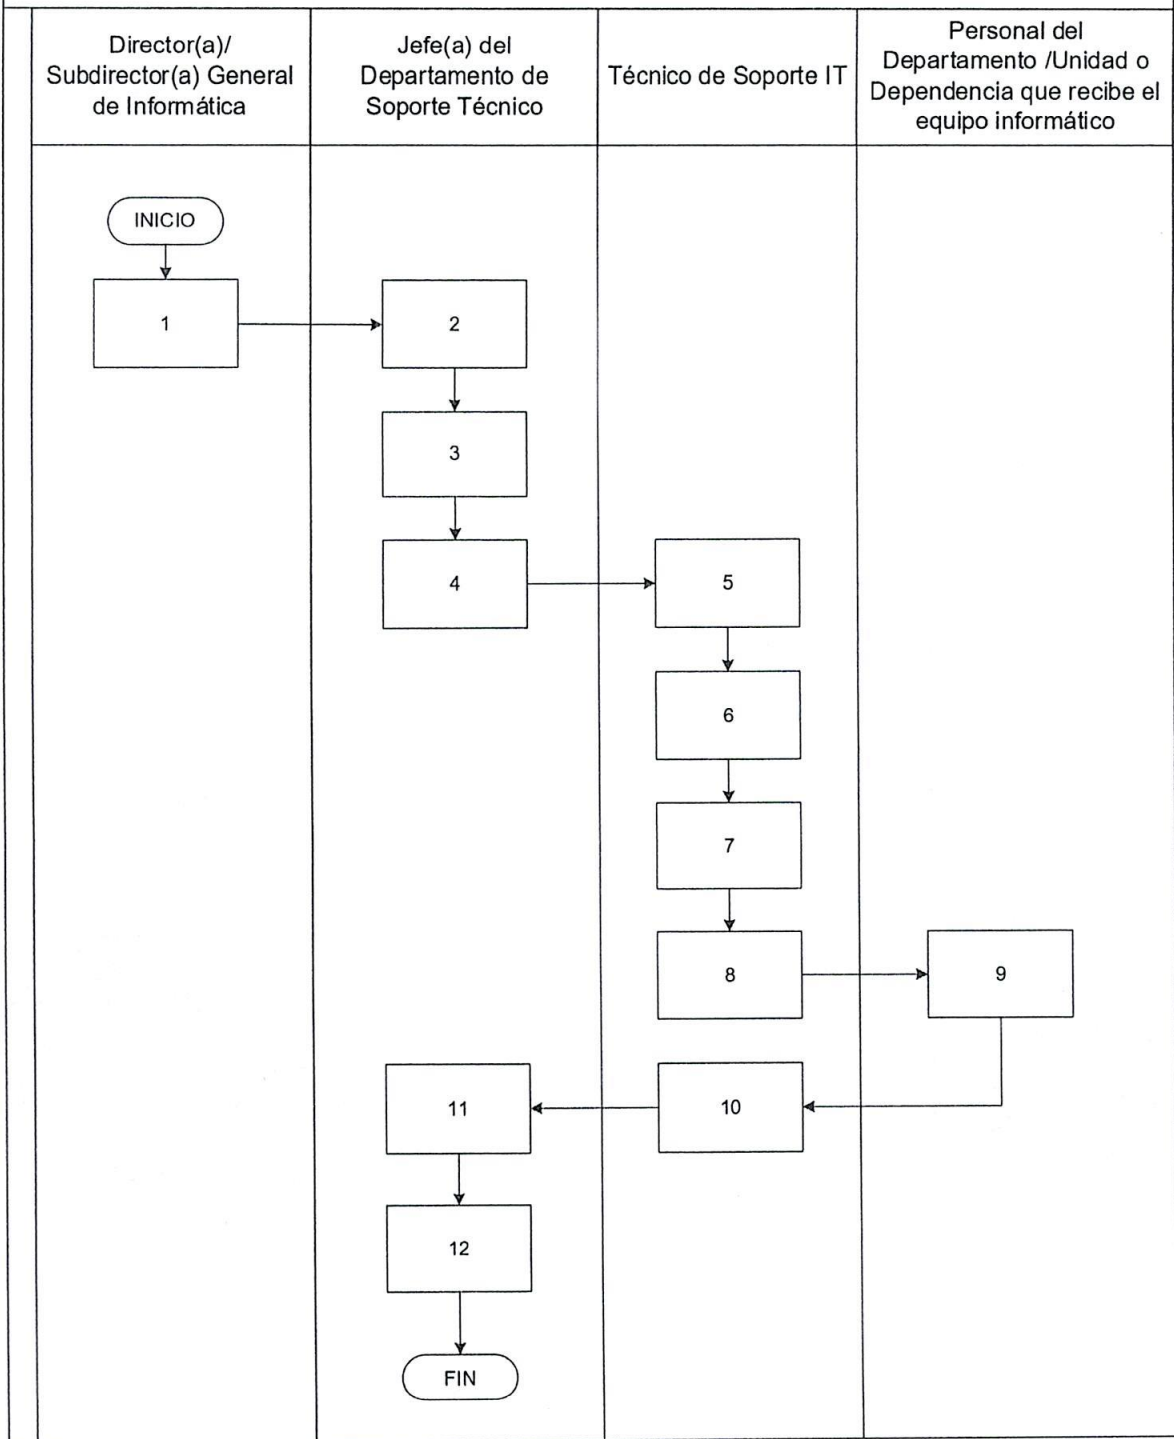 Director(a)/
Subdirector(a) General
de Informática
Jefe(a) del
Departamento de
Soporte Técnico
Técnico de Soporte IT
Personal del
Departamento /Unidad o
Dependencia que recibe el
equipo informático
INICIO
1
2
3
4
5
6
7
8
9
10
11
12
FIN